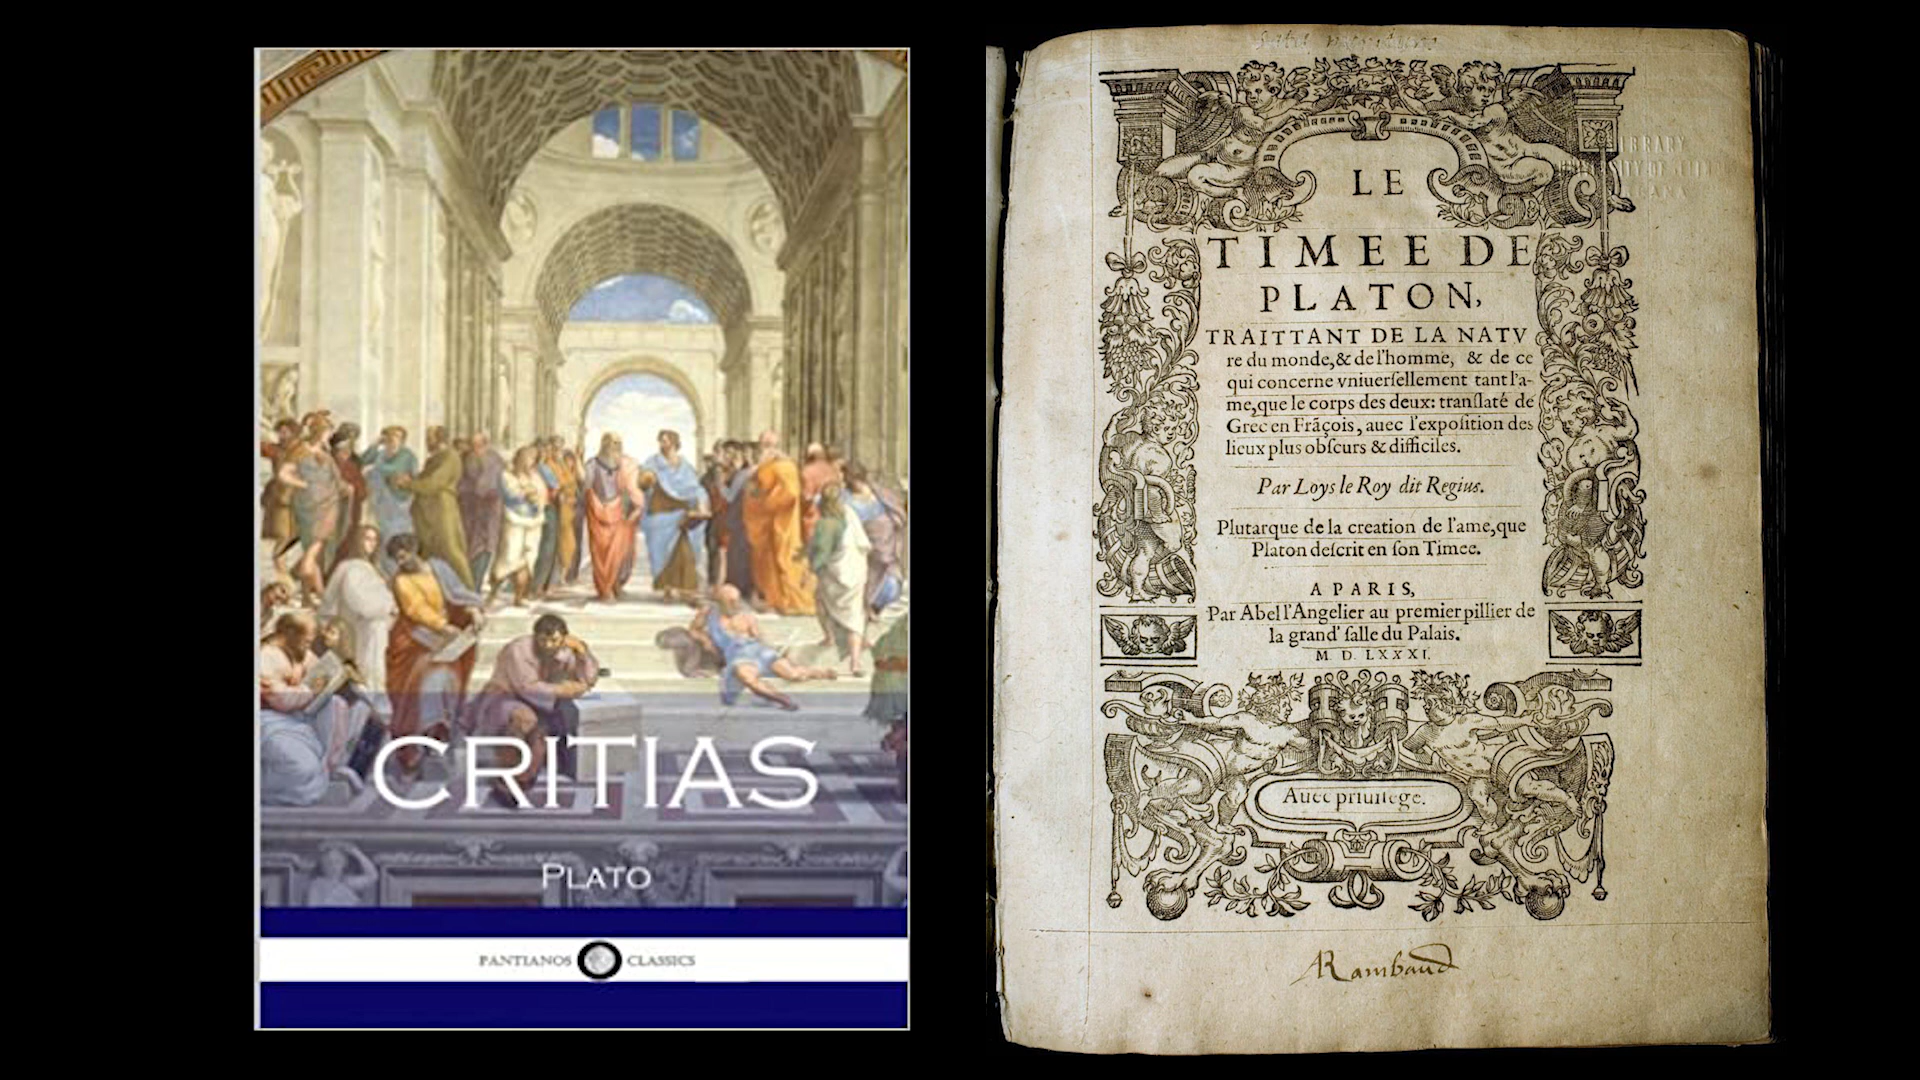 CRITIAS
PLATO
PANTIANOS CLASSICS
LE
TIMEE DE
PLATON,
TRAITTANT DE LA NATV
re du monde, & de l'homme, & de ce
qui concerne vniuerſellement tant l'a-
me, que le corps des deux: tranſlaté de
Grec en Frãçois, auec l'expoſition des
lieux plus obſcurs & difficiles.
Par Loys le Roy dit Regius.
Plutarque de la creation de l'ame, que
Platon deſcrit en ſon Timee.
A PARIS,
Par Abel l'Angelier au premier pillier de
la grand' ſalle du Palais.
M. D. LXXXI.
Auec priuilege.
Rambaud